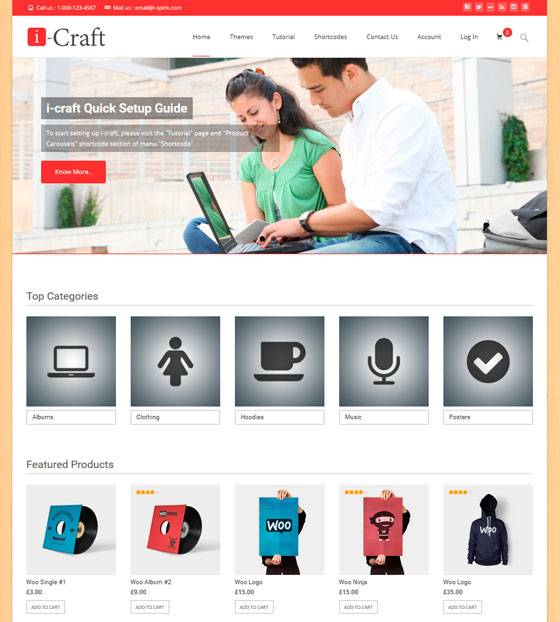 Call us : 1-000-123-4567 Mail us : email@i-spirit.com
i-Craft
Home Themes Tutorial Shortcodes Contact Us Account Log In 0
i-craft Quick Setup Guide
To start setting up i-craft, please visit the "Tutorial" page and "Product
Carousels" shortcode section of menu "Shortcode" .
Know More..
Top Categories
Albums Clothing Hoodies Music Posters
Featured Products
WOO
Woo Single #1 Woo Album #2 Woo Logo Woo Ninja Woo Logo
£3.00 £9.00 £15.00 £15.00 £35.00
ADD TO CART ADD TO CART ADD TO CART ADD TO CART ADD TO CART